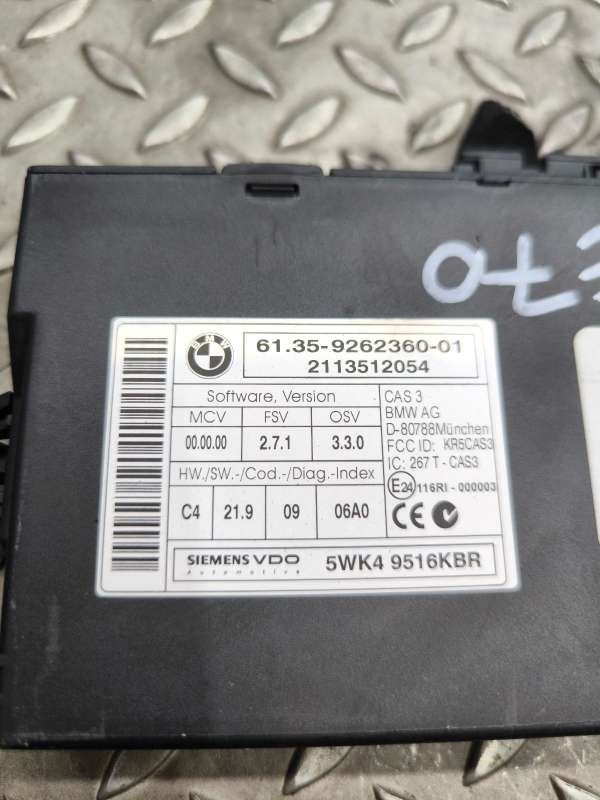 E70
BMW
61.35-9262360-01
2113512054
Software, Version
MCV FSV OSV
00.00.00 2.7.1 3.3.0
HW./SW.-/Cod.-/Diag.-Index
C4 21.9 09 06A0
CAS 3
BMW AG
D-80788München
FCC ID: KR5CAS3
IC: 267 T - CAS3
E24 116RI - 000003
CE
SIEMENS VDO
Automotive
5WK4 9516KBR